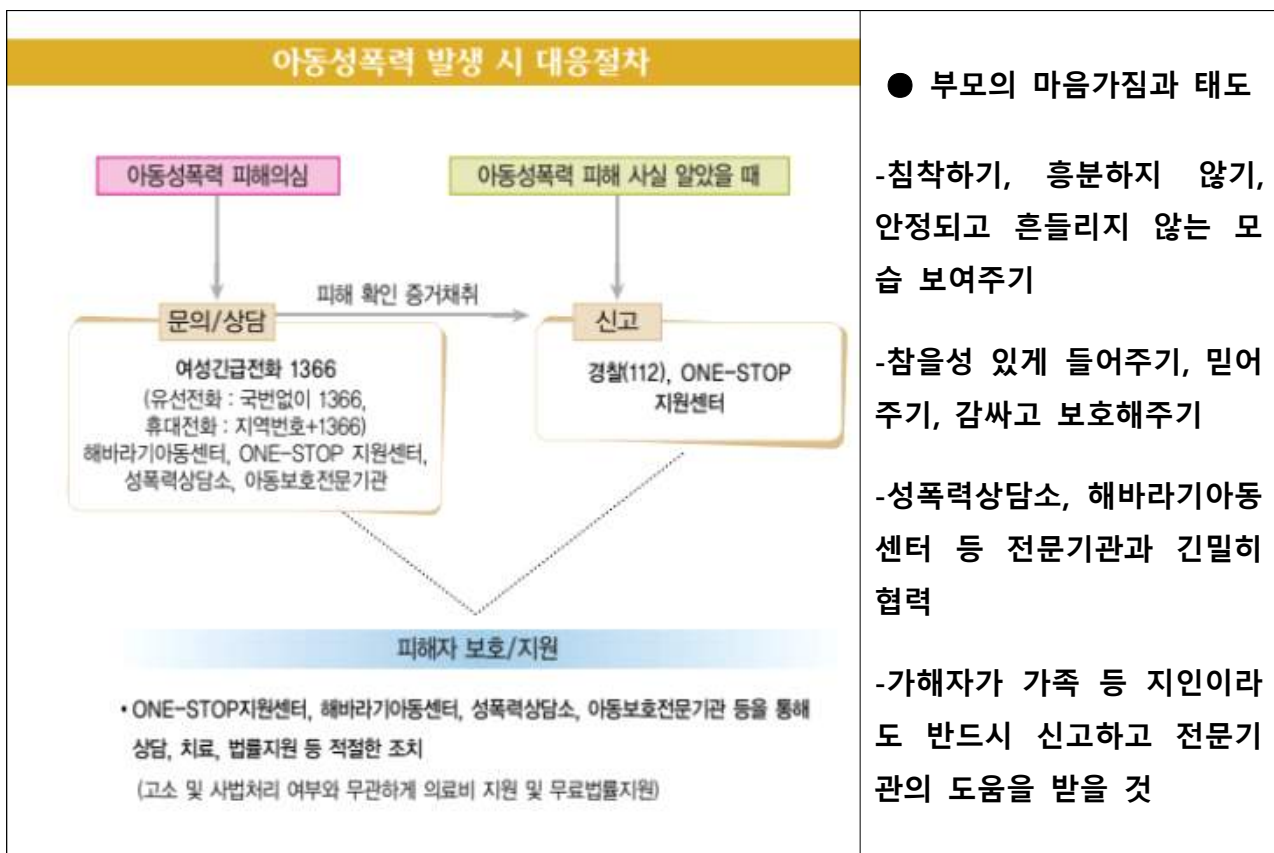 아동성폭력 발생 시 대응절차
아동성폭력 피해의심
아동성폭력 피해 사실 알았을 때
피해 확인 증거채취
문의/상담
여성긴급전화 1366
(유선전화 : 국번없이 1366,
휴대전화 : 지역번호+1366)
해바라기아동센터, ONE-STOP 지원센터,
성폭력상담소, 아동보호전문기관
신고
경찰(112), ONE-STOP
지원센터
피해자 보호/지원
• ONE-STOP지원센터, 해바라기아동센터, 성폭력상담소, 아동보호전문기관 등을 통해
상담, 치료, 법률지원 등 적절한 조치
(고소 및 사법처리 여부와 무관하게 의료비 지원 및 무료법률지원)
● 부모의 마음가짐과 태도
-침착하기, 흥분하지 않기,
안정되고 흔들리지 않는 모
습 보여주기
-참을성 있게 들어주기, 믿어
주기, 감싸고 보호해주기
-성폭력상담소, 해바라기아동
센터 등 전문기관과 긴밀히
협력
-가해자가 가족 등 지인이라
도 반드시 신고하고 전문기
관의 도움을 받을 것